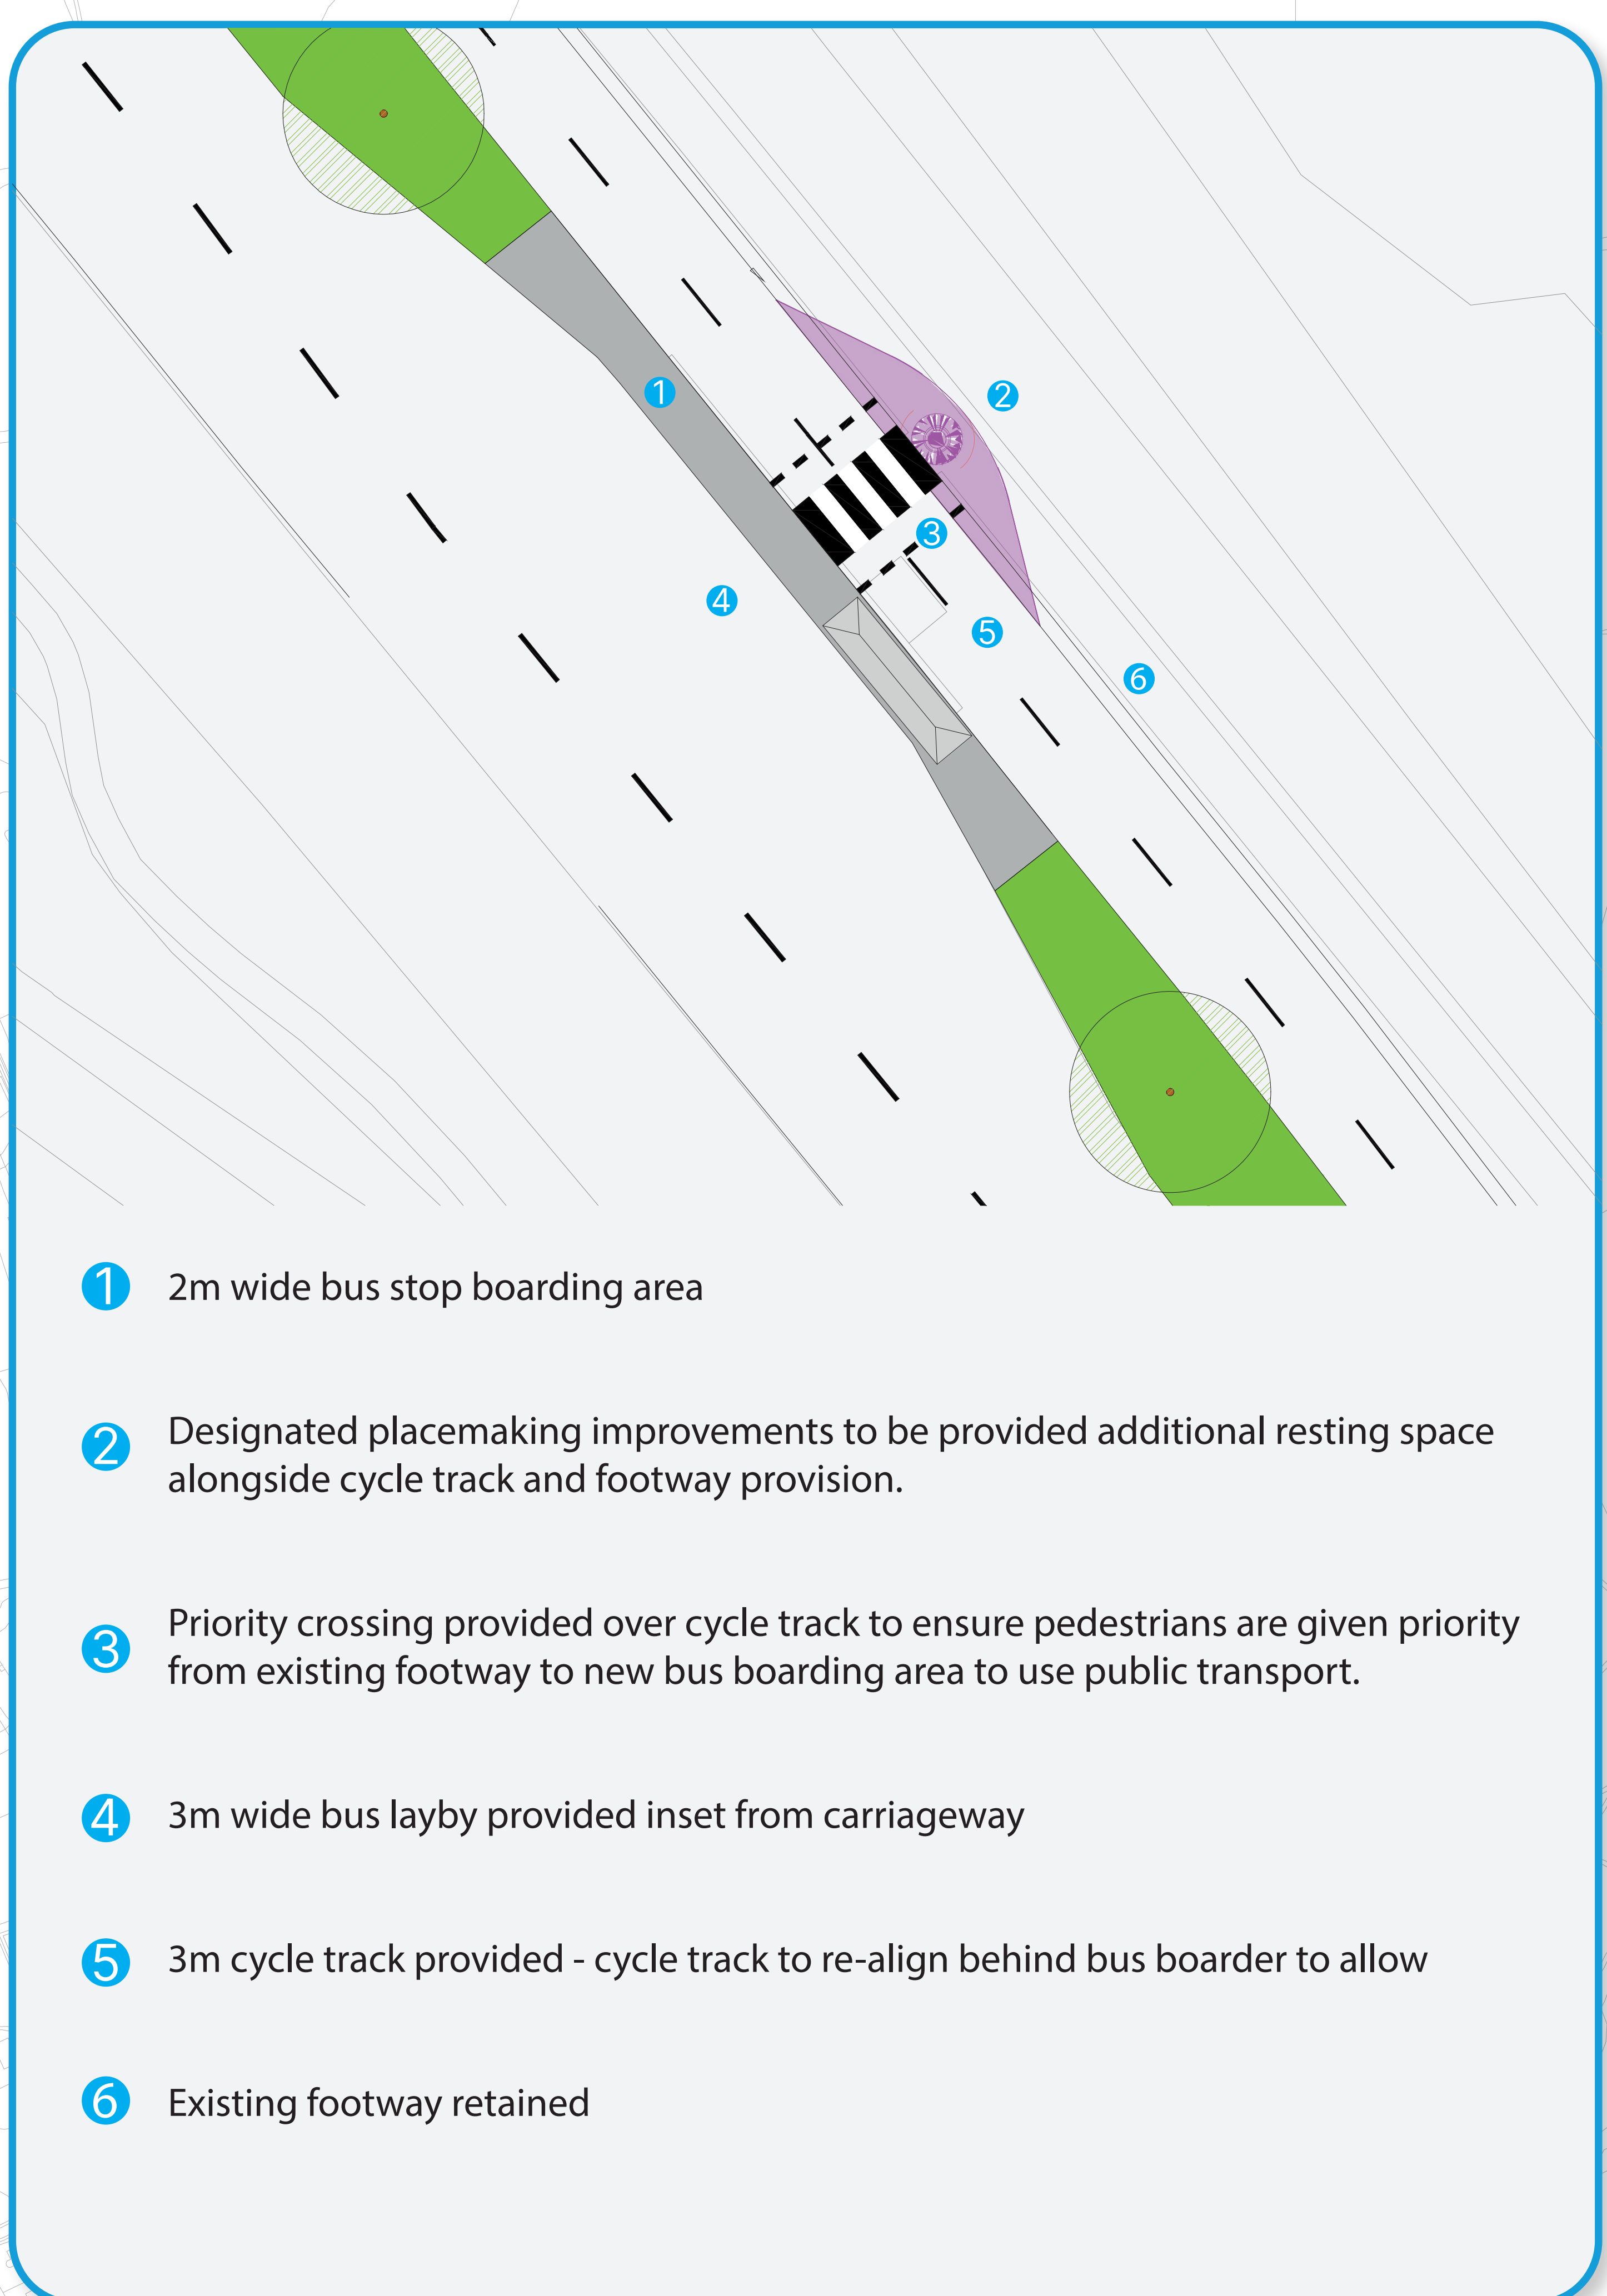 1
2
3
4
5
6
1 2m wide bus stop boarding area
2 Designated placemaking improvements to be provided additional resting space
alongside cycle track and footway provision.
3 Priority crossing provided over cycle track to ensure pedestrians are given priority
from existing footway to new bus boarding area to use public transport.
4 3m wide bus layby provided inset from carriageway
5 3m cycle track provided - cycle track to re-align behind bus boarder to allow
6 Existing footway retained